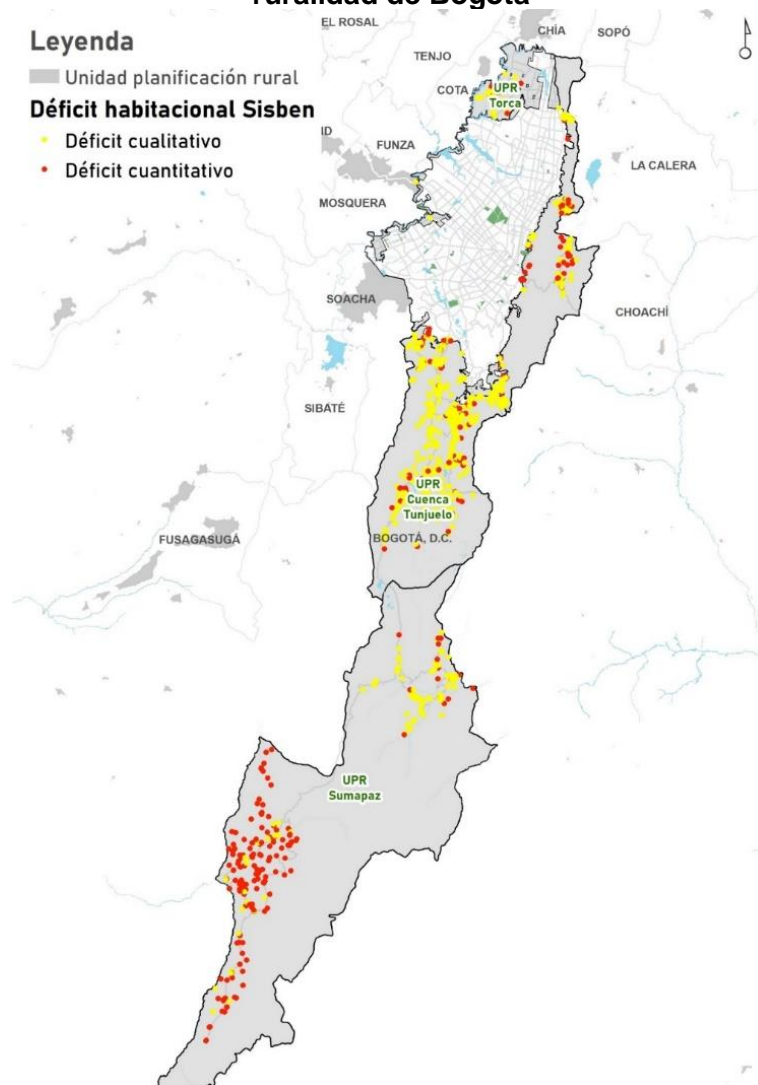 ruralidad de Bogotá
Leyenda
Unidad planificación rural
Déficit habitacional Sisben
Déficit cualitativo
Déficit cuantitativo
EL ROSAL
CHÍA
SOPÓ
TENJO
COTA
UPR
Torca
ID
FUNZA
LA CALERA
MOSQUERA
SOACHA
CHOACHÍ
SIBATÉ
UPR
Cuenca
Tunjuelo
FUSAGASUGÁ
BOGOTÁ, D.C.
UPR
Sumapaz